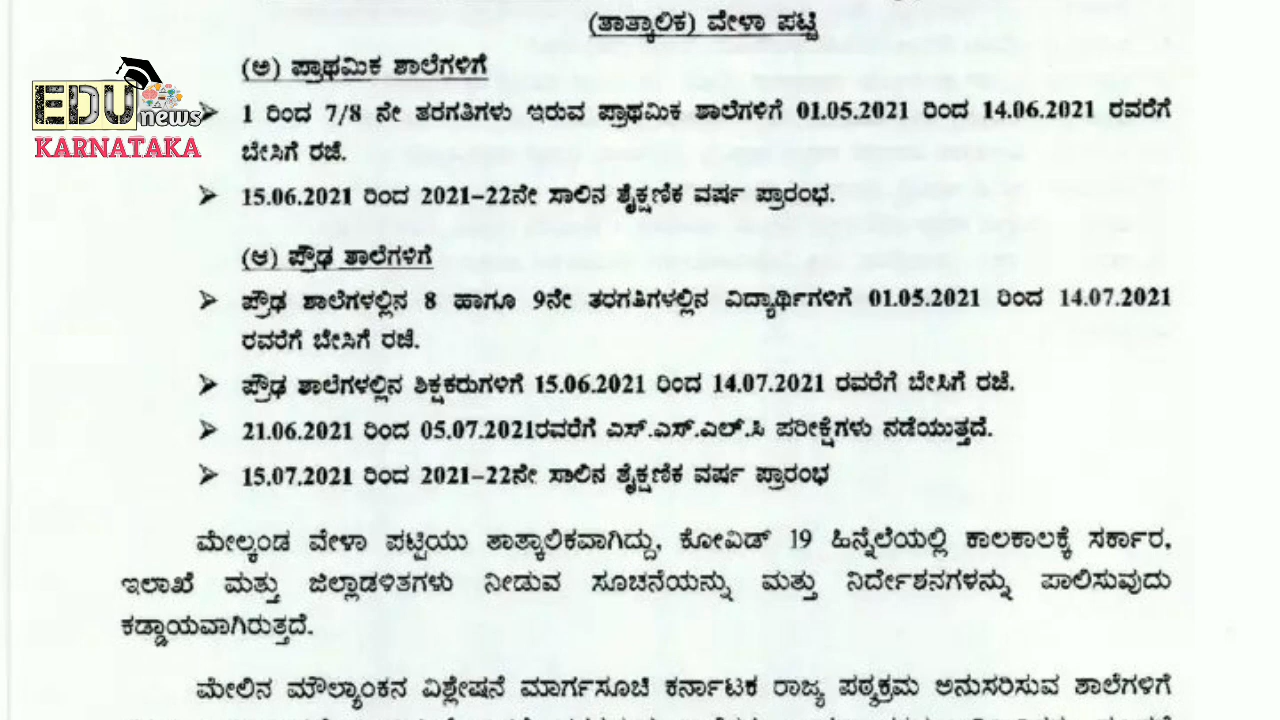 (ತಾತ್ಕಾಲಿಕ) ವೇಳಾ ಪಟ್ಟಿ
(ಅ) ಪ್ರಾಥಮಿಕ ಶಾಲೆಗಳಿಗೆ
EDU news
KARNATAKA
➢ 1 ರಿಂದ 7/8 ನೇ ತರಗತಿಗಳು ಇರುವ ಪ್ರಾಥಮಿಕ ಶಾಲೆಗಳಿಗೆ 01.05.2021 ರಿಂದ 14.06.2021 ರವರೆಗೆ
ಬೇಸಿಗೆ ರಜೆ.
➢ 15.06.2021 ರಿಂದ 2021–22ನೇ ಸಾಲಿನ ಶೈಕ್ಷಣಿಕ ವರ್ಷ ಪ್ರಾರಂಭ.
(ಆ) ಪ್ರೌಢ ಶಾಲೆಗಳಿಗೆ
➢ ಪ್ರೌಢ ಶಾಲೆಗಳಲ್ಲಿನ 8 ಹಾಗೂ 9ನೇ ತರಗತಿಗಳಲ್ಲಿನ ವಿದ್ಯಾರ್ಥಿಗಳಿಗೆ 01.05.2021 ರಿಂದ 14.07.2021
ರವರೆಗೆ ಬೇಸಿಗೆ ರಜೆ.
➢ ಪ್ರೌಢ ಶಾಲೆಗಳಲ್ಲಿನ ಶಿಕ್ಷಕರುಗಳಿಗೆ 15.06.2021 ರಿಂದ 14.07.2021 ರವರೆಗೆ ಬೇಸಿಗೆ ರಜೆ.
➢ 21.06.2021 ರಿಂದ 05.07.2021ರವರೆಗೆ ಎಸ್.ಎಸ್.ಎಲ್.ಸಿ ಪರೀಕ್ಷೆಗಳು ನಡೆಯುತ್ತದೆ.
➢ 15.07.2021 ರಿಂದ 2021–22ನೇ ಸಾಲಿನ ಶೈಕ್ಷಣಿಕ ವರ್ಷ ಪ್ರಾರಂಭ
ಮೇಲ್ಕಂಡ ವೇಳಾ ಪಟ್ಟಿಯು ತಾತ್ಕಾಲಿಕವಾಗಿದ್ದು, ಕೋವಿಡ್ 19 ಹಿನ್ನೆಲೆಯಲ್ಲಿ ಕಾಲಕಾಲಕ್ಕೆ ಸರ್ಕಾರ,
ಇಲಾಖೆ ಮತ್ತು ಜಿಲ್ಲಾಡಳಿತಗಳು ನೀಡುವ ಸೂಚನೆಯನ್ನು ಮತ್ತು ನಿರ್ದೇಶನಗಳನ್ನು ಪಾಲಿಸುವುದು
ಕಡ್ಡಾಯವಾಗಿರುತ್ತದೆ.
ಮೇಲಿನ ಮೌಲ್ಯಾಂಕನ ವಿಶ್ಲೇಷನೆ ಮಾರ್ಗಸೂಚಿ ಕರ್ನಾಟಕ ರಾಜ್ಯ ಪಠ್ಯಕ್ರಮ ಅನುಸರಿಸುವ ಶಾಲೆಗಳಿಗೆ